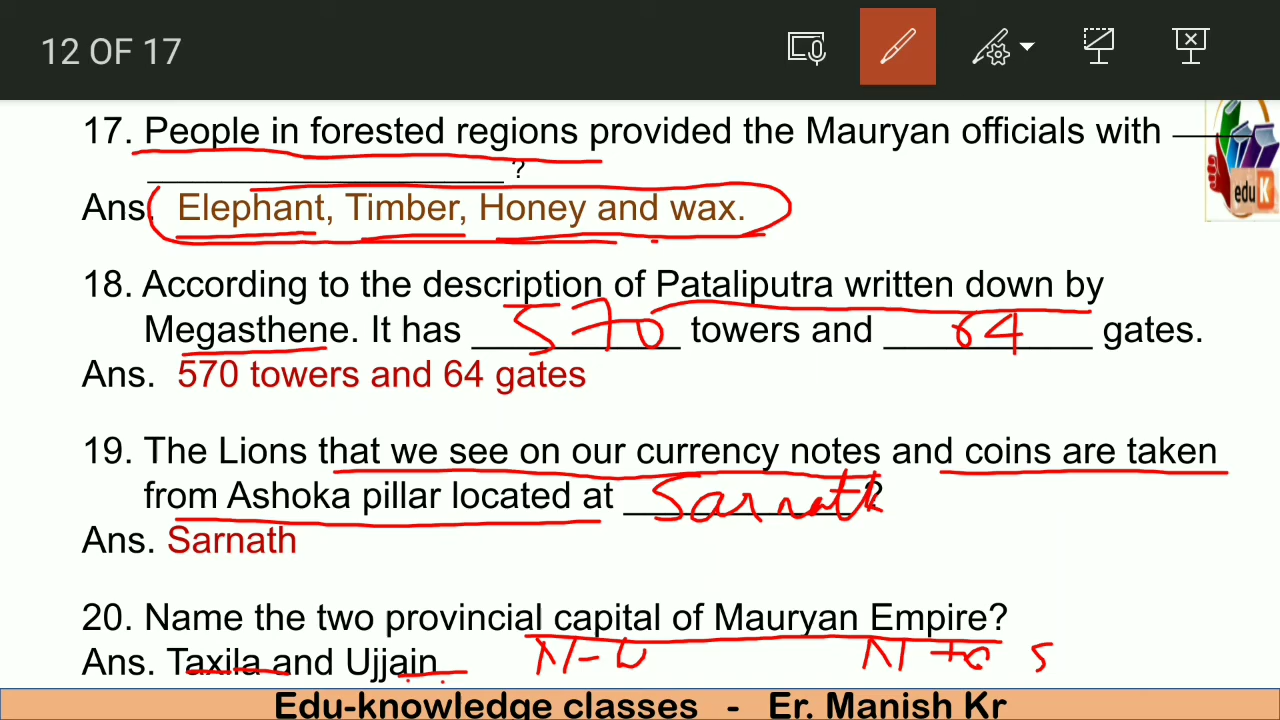 12 OF 17
17. People in forested regions provided the Mauryan officials with ——
____________________?
Ans. Elephant, Timber, Honey and wax.
edu K
18. According to the description of Pataliputra written down by
Megasthene. It has 570 towers and 64 gates.
Ans. 570 towers and 64 gates
19. The Lions that we see on our currency notes and coins are taken
from Ashoka pillar located at Sarnath?
Ans. Sarnath
20. Name the two provincial capital of Mauryan Empire?
Ans. Taxila and Ujjain N-W N to S
Edu-knowledge classes - Er. Manish Kr